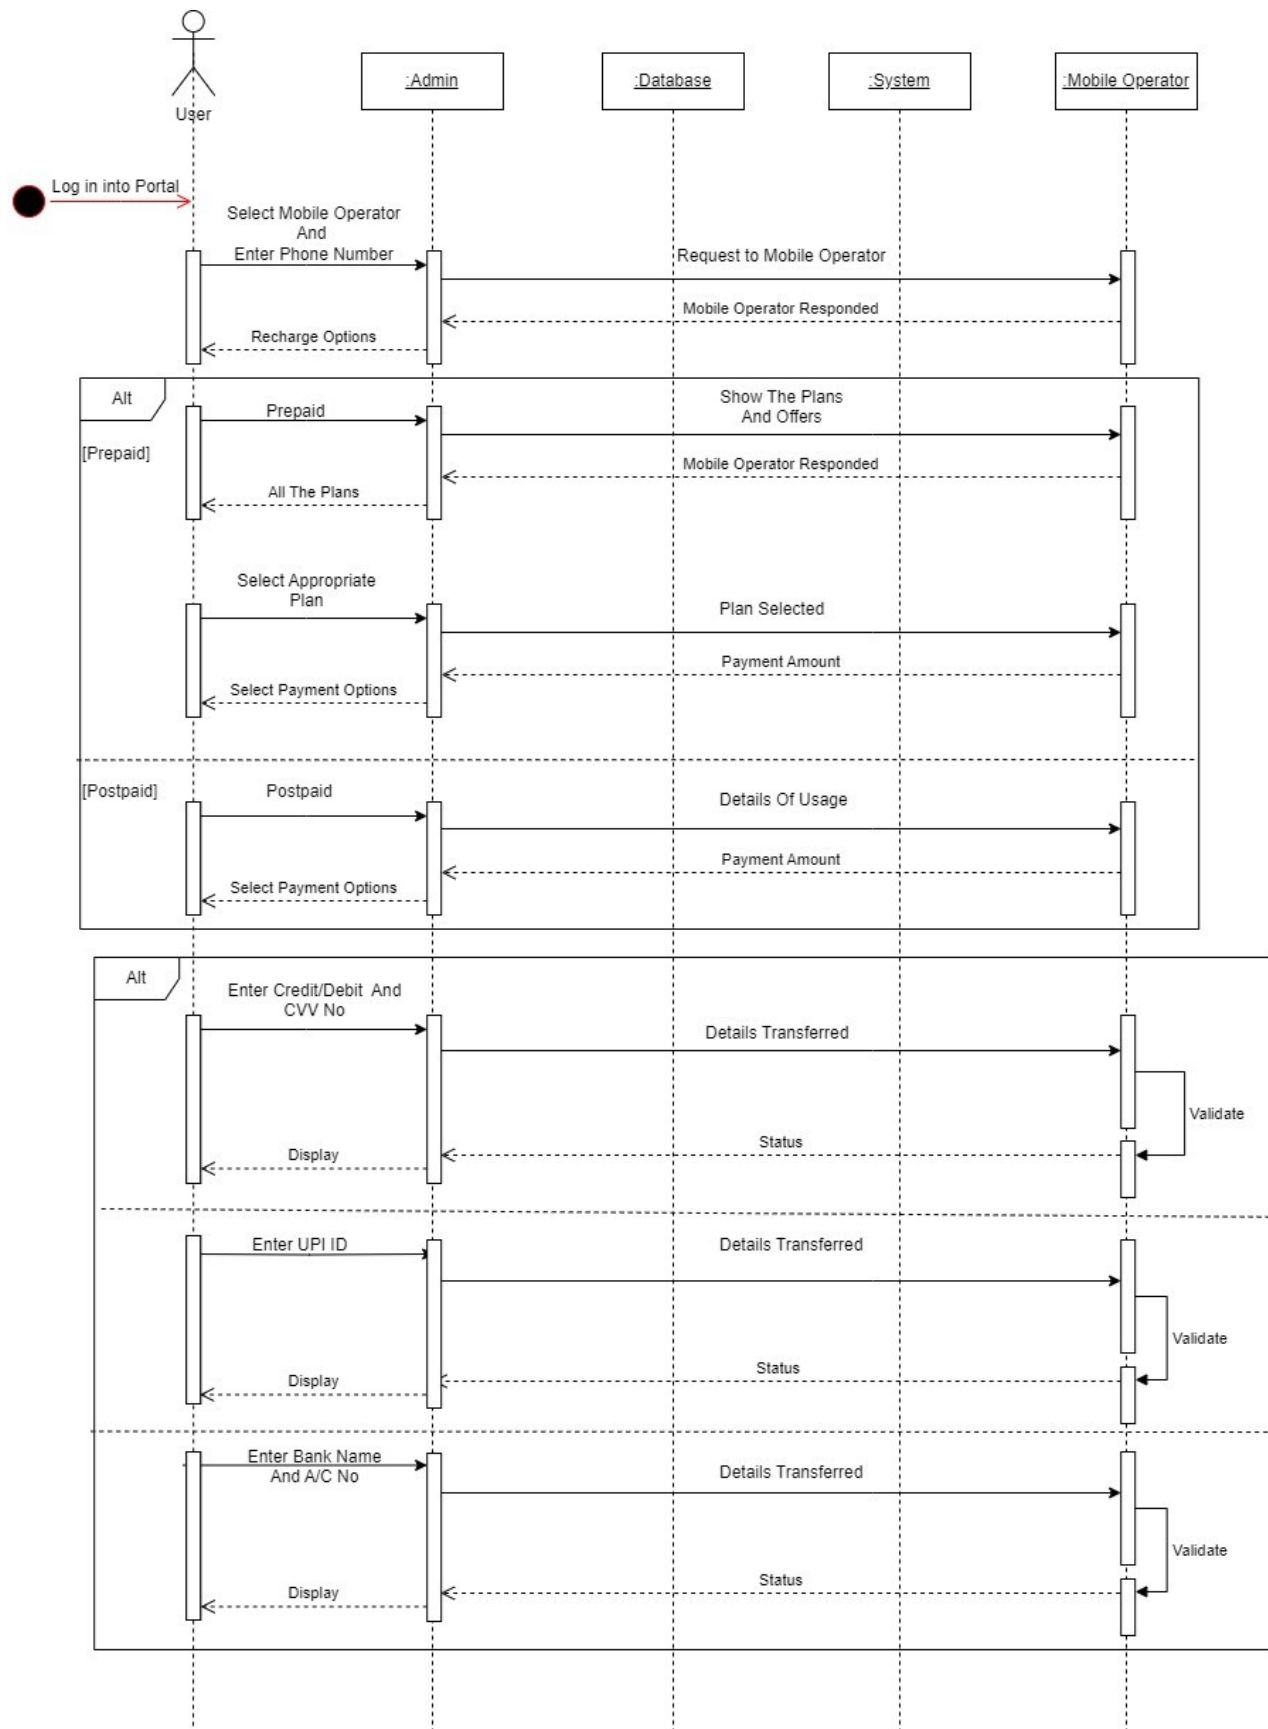 User
:Admin
:Database
:System
:Mobile Operator
Log in into Portal
Select Mobile Operator
And
Enter Phone Number
Request to Mobile Operator
Mobile Operator Responded
Recharge Options
Alt
[Prepaid]
Prepaid
Show The Plans
And Offers
Mobile Operator Responded
All The Plans
Select Appropriate
Plan
Plan Selected
Payment Amount
Select Payment Options
[Postpaid]
Postpaid
Details Of Usage
Payment Amount
Select Payment Options
Alt
Enter Credit/Debit And
CVV No
Details Transferred
Validate
Status
Display
Enter UPI ID
Details Transferred
Validate
Status
Display
Enter Bank Name
And A/C No
Details Transferred
Validate
Status
Display